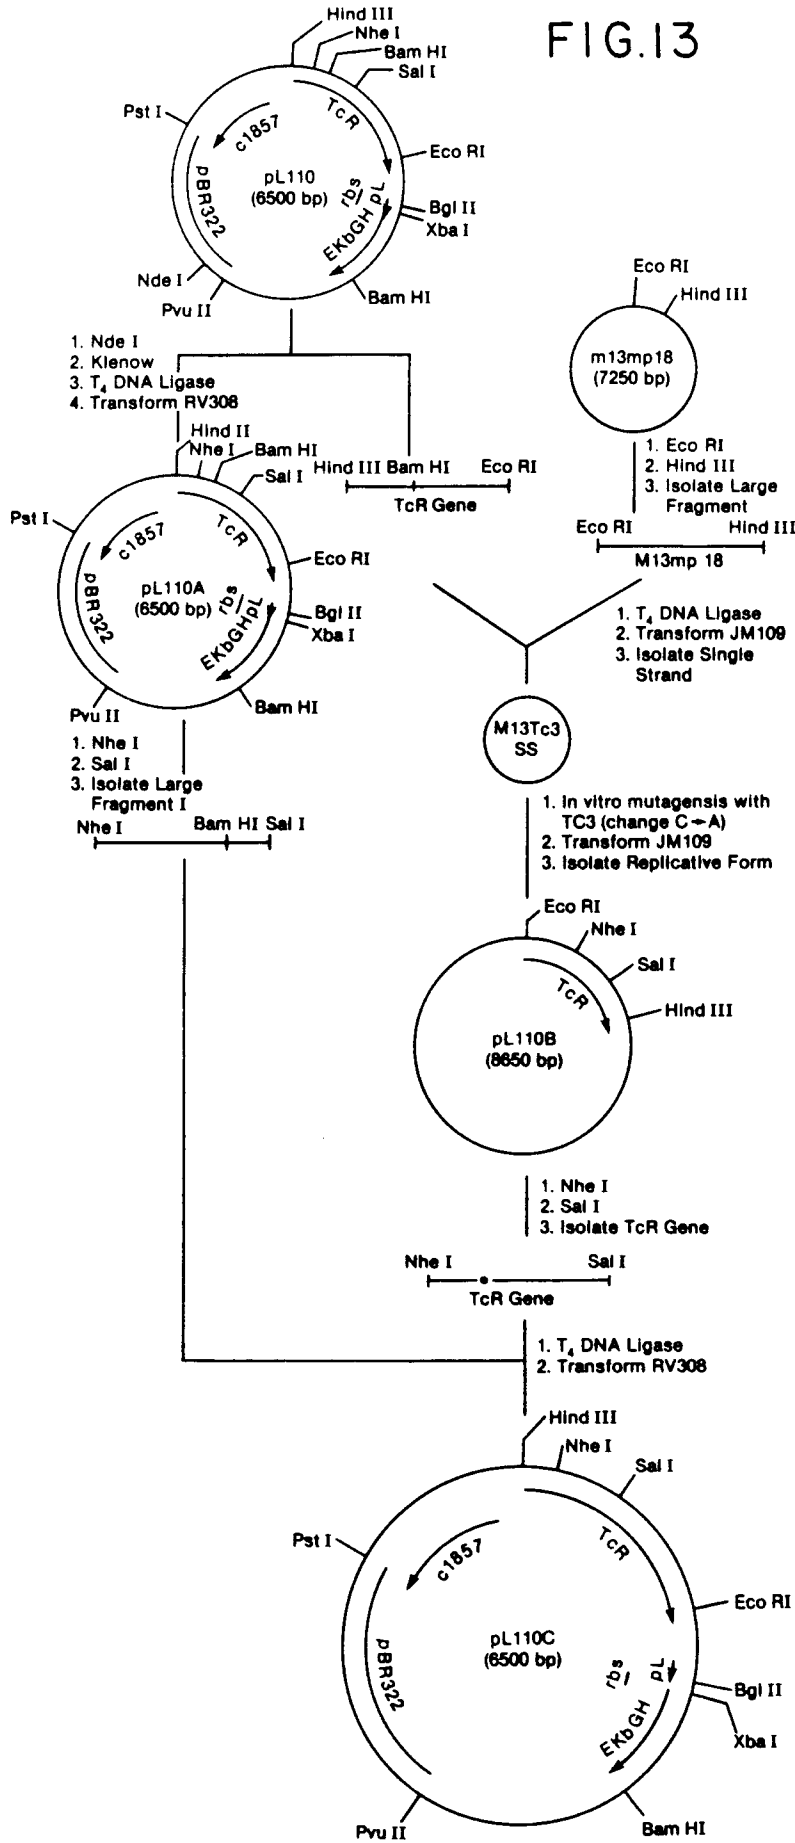 FIG.13
Hind III
Nhe I
Bam HI
Sal I
Pst I
TcR
c1857
Eco RI
pL110
(6500 bp)
pBR322
rbs
pL
EKbGH
Bgl II
Xba I
Nde I
Pvu II
Bam HI
1. Nde I
2. Klenow
3. T4 DNA Ligase
4. Transform RV308
Eco RI
Hind III
m13mp18
(7250 bp)
1. Eco RI
2. Hind III
3. Isolate Large
Fragment
Hind III Bam HI Eco RI
TcR Gene
Eco RI Hind III
M13mp 18
Hind II
Nhe I
Bam HI
Sal I
Pst I
TcR
c1857
Eco RI
pL110A
(6500 bp)
pBR322
rbs
pL
EKbGH
Bgl II
Xba I
Pvu II
Bam HI
1. T4 DNA Ligase
2. Transform JM109
3. Isolate Single
Strand
M13Tc3
SS
1. Nhe I
2. Sal I
3. Isolate Large
Fragment I
Nhe I Bam HI Sal I
1. In vitro mutagensis with
TC3 (change C→A)
2. Transform JM109
3. Isolate Replicative Form
Eco RI
Nhe I
Sal I
TcR
Hind III
pL110B
(8650 bp)
1. Nhe I
2. Sal I
3. Isolate TcR Gene
Nhe I Sal I
TcR Gene
1. T4 DNA Ligase
2. Transform RV308
Hind III
Nhe I
Sal I
Pst I
TcR
c1857
Eco RI
pL110C
(6500 bp)
pBR322
rbs
pL
EKbGH
Bgl II
Xba I
Pvu II
Bam HI